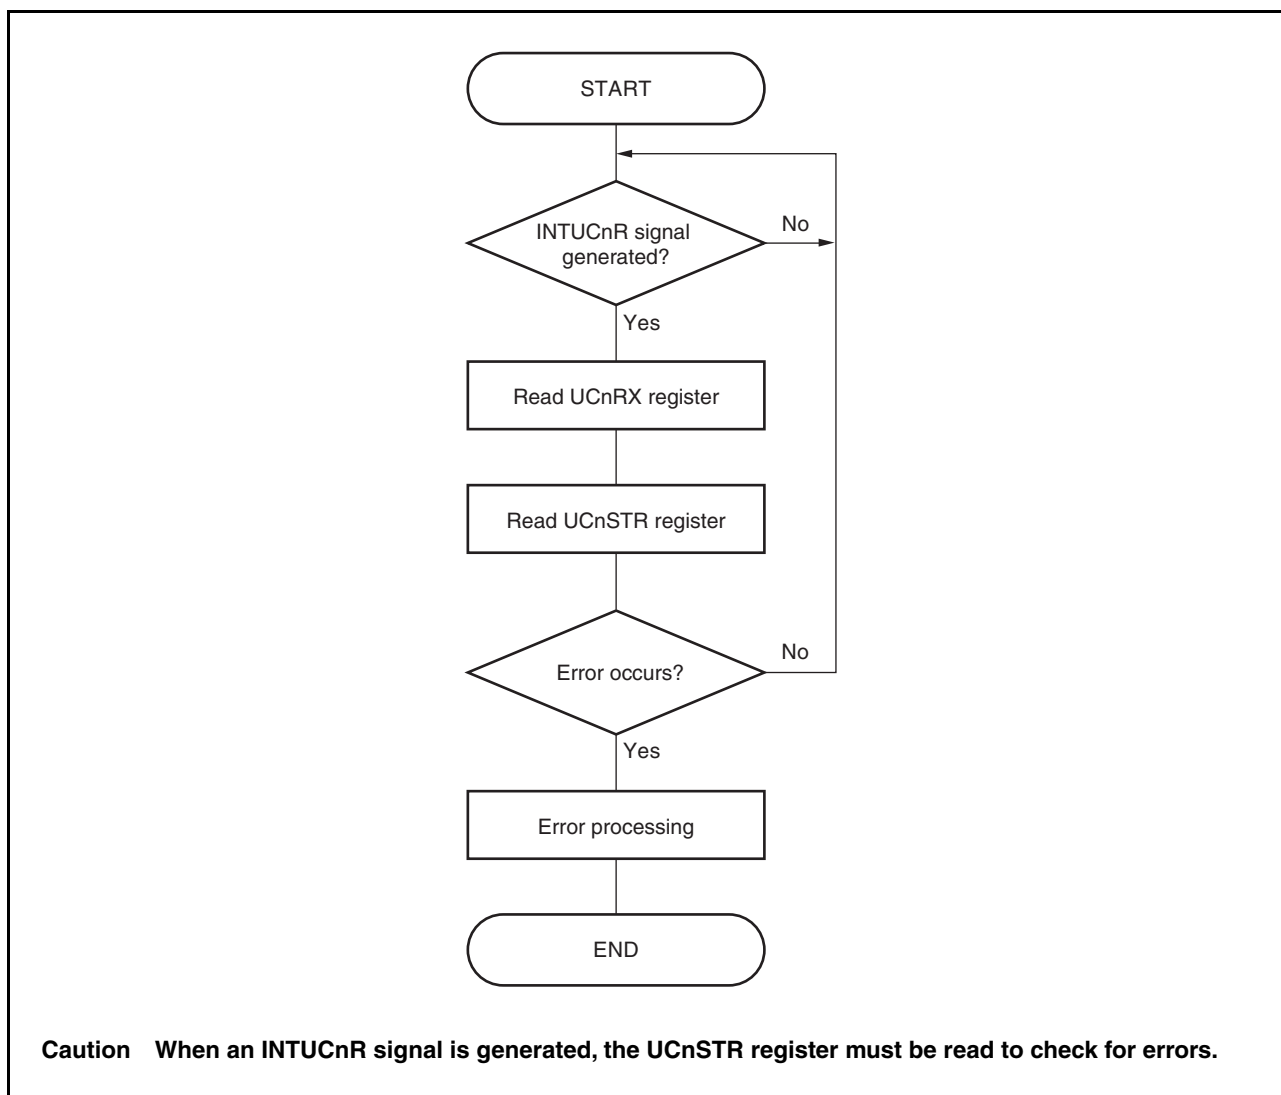 START
INTUCnR signal
generated?
No
Yes
Read UCnRX register
Read UCnSTR register
Error occurs?
No
Yes
Error processing
END
Caution When an INTUCnR signal is generated, the UCnSTR register must be read to check for errors.